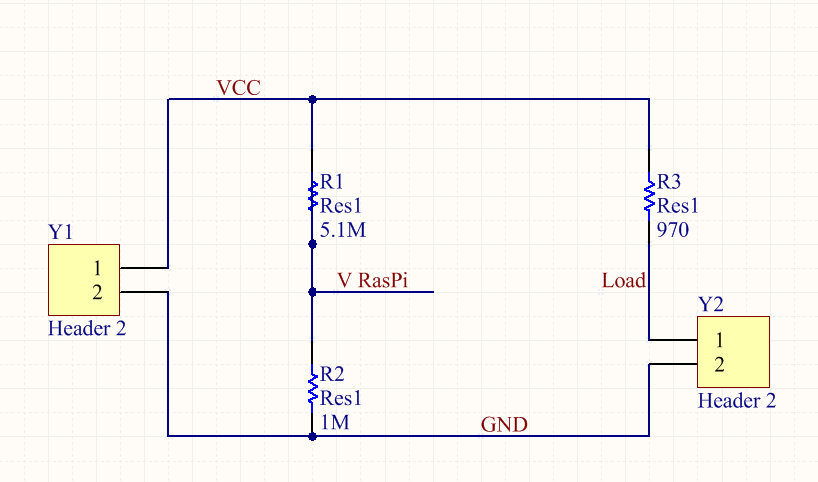 VCC
R1
Res1
5.1M
R3
Res1
970
Y1
1
2
Header 2
V RasPi
Load
Y2
1
2
Header 2
R2
Res1
1M
GND